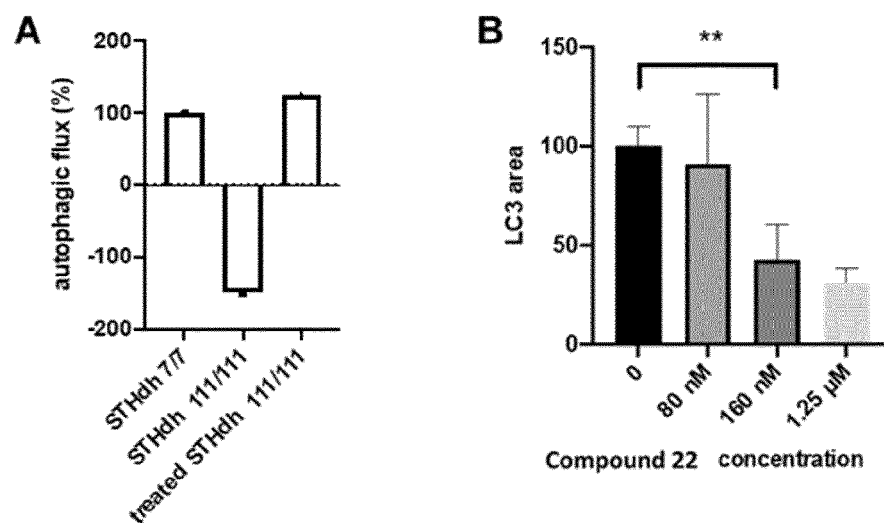 A
autophagic flux (%)
200
100
0
-100
-200
STHdh 7/7
STHdh 111/111
treated STHdh 111/111
B
**
LC3 area
150
100
50
0
0
80 nM
160 nM
1.25 µM
Compound 22 concentration